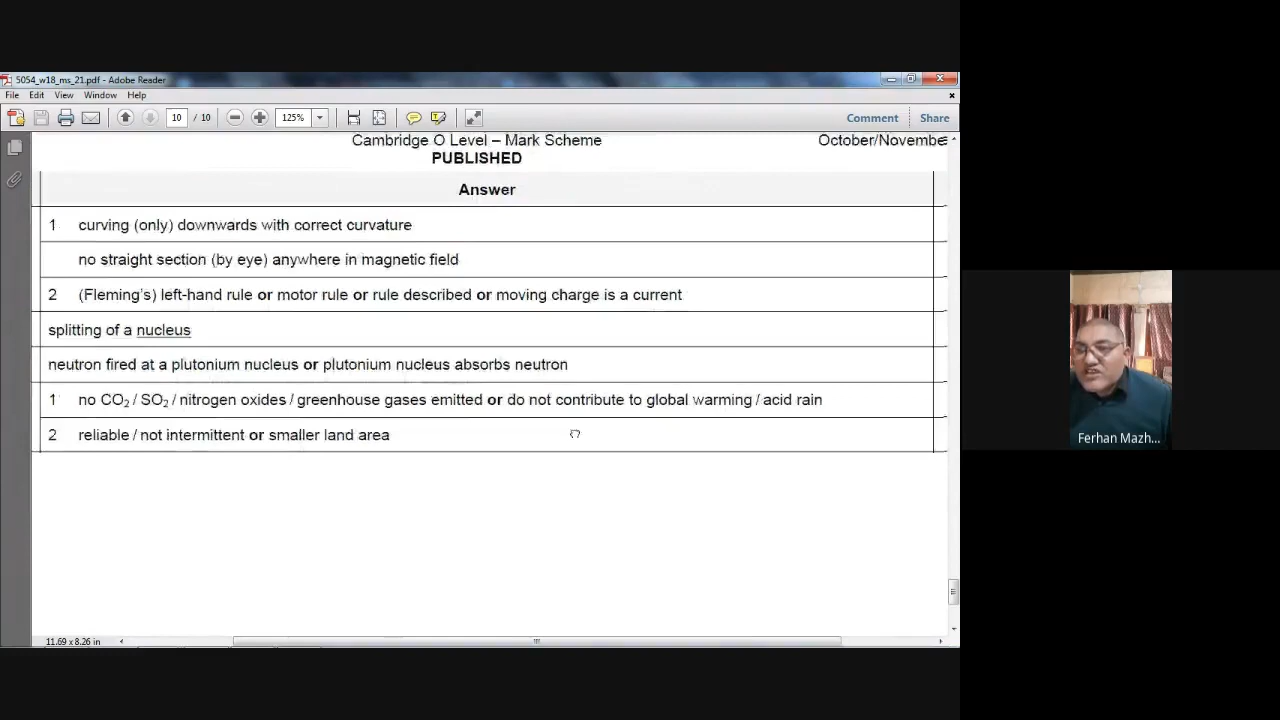 5054_w18_ms_21.pdf - Adobe Reader
File Edit View Window Help
10 / 10 125% Comment Share
Cambridge O Level – Mark Scheme October/Novembe
PUBLISHED
Answer
1 curving (only) downwards with correct curvature
no straight section (by eye) anywhere in magnetic field
2 (Fleming's) left-hand rule or motor rule or rule described or moving charge is a current
splitting of a nucleus
neutron fired at a plutonium nucleus or plutonium nucleus absorbs neutron
1 no CO₂ / SO₂ / nitrogen oxides / greenhouse gases emitted or do not contribute to global warming / acid rain
2 reliable / not intermittent or smaller land area
Ferhan Mazh...
11.69 x 8.26 in